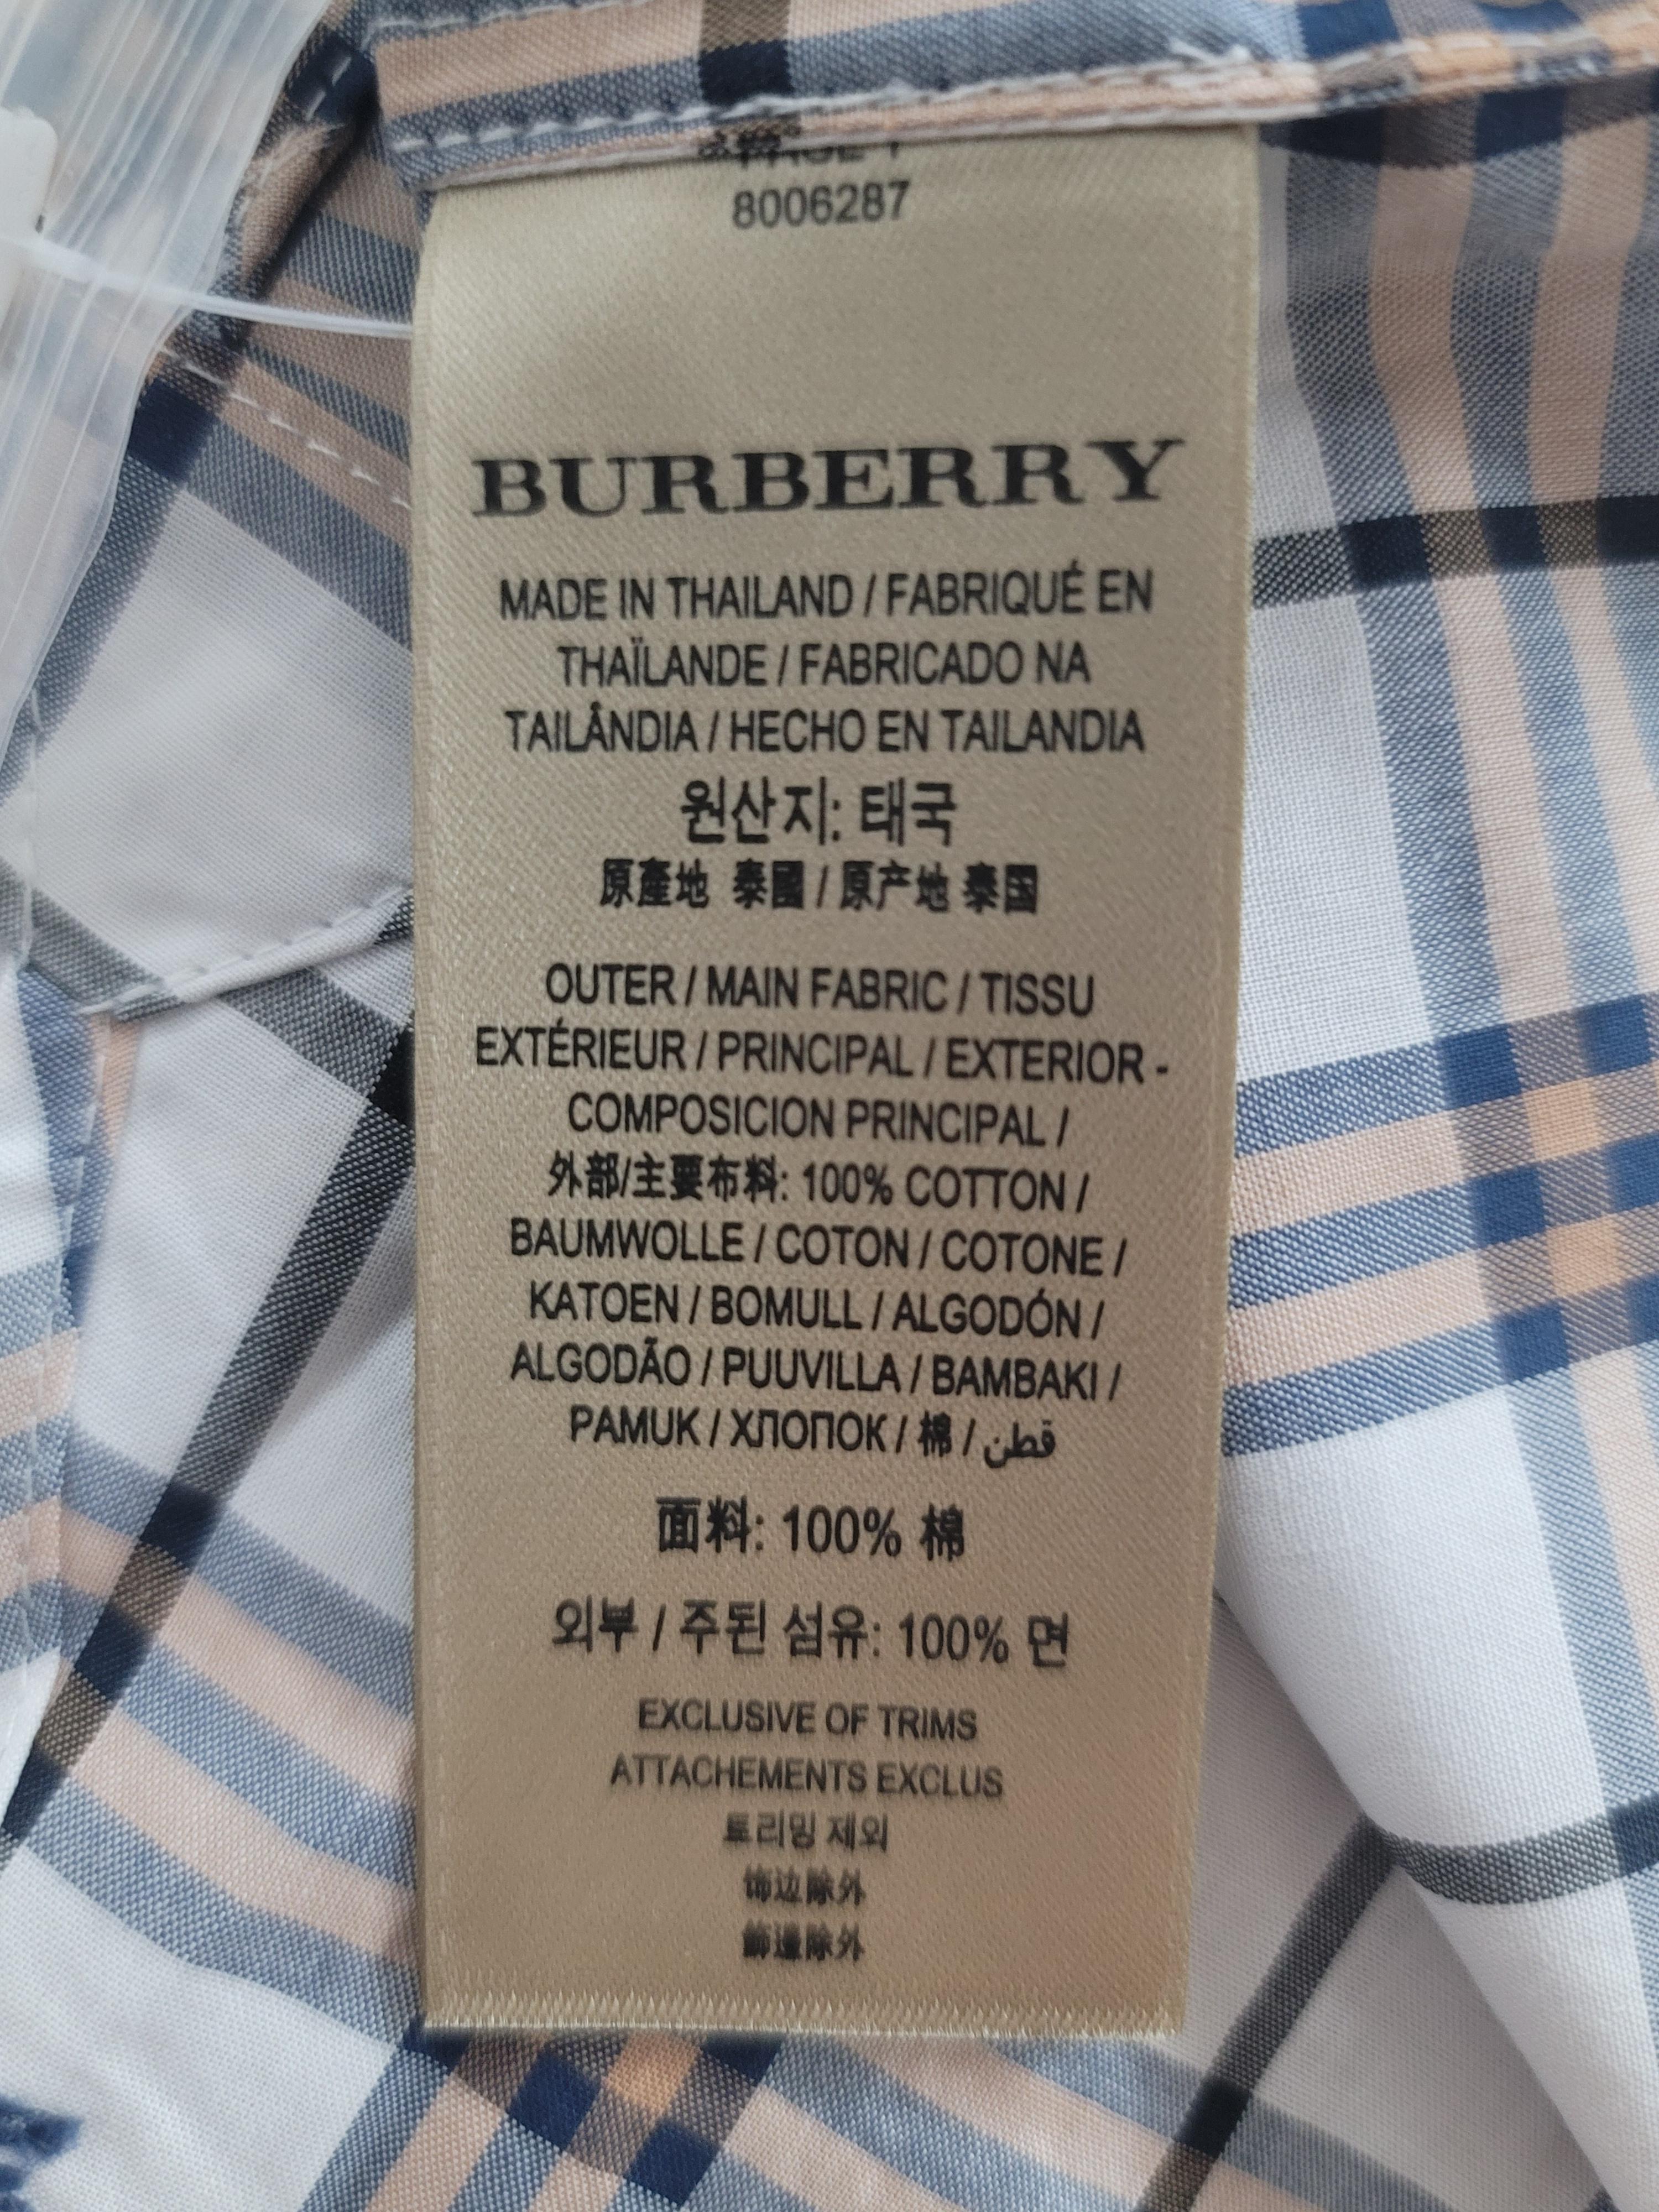 8006287
BURBERRY
MADE IN THAILAND / FABRIQUÉ EN
THAÏLANDE / FABRICADO NA
TAILÂNDIA / HECHO EN TAILANDIA
원산지: 태국
原產地 泰國 / 原产地 泰国
OUTER / MAIN FABRIC / TISSU
EXTÉRIEUR / PRINCIPAL / EXTERIOR -
COMPOSICION PRINCIPAL /
外部/主要布料: 100% COTTON /
BAUMWOLLE / COTON / COTONE /
KATOEN / BOMULL / ALGODÓN /
ALGODÃO / PUUVILLA / BAMBAKI /
PAMUK / ХЛОПОК / 棉 / قطن
面料: 100% 棉
외부 / 주된 섬유: 100% 면
EXCLUSIVE OF TRIMS
ATTACHEMENTS EXCLUS
트리밍 제외
饰边除外
飾邊除外